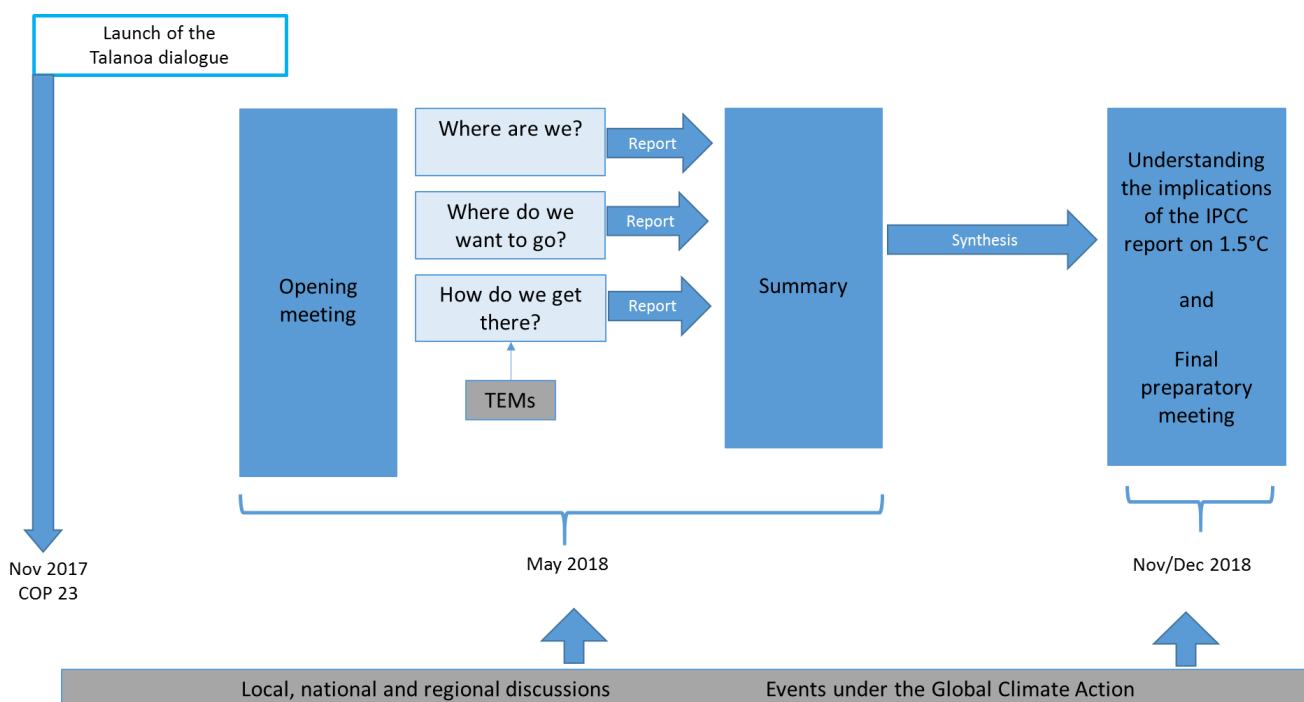 Launch of the
Talanoa dialogue
Nov 2017
COP 23
Opening
meeting
Where are we?
Report
Where do we
want to go?
Report
How do we get
there?
Report
TEMs
Summary
Synthesis
Understanding
the implications
of the IPCC
report on 1.5°C
and
Final
preparatory
meeting
May 2018
Nov/Dec 2018
Local, national and regional discussions
Events under the Global Climate Action